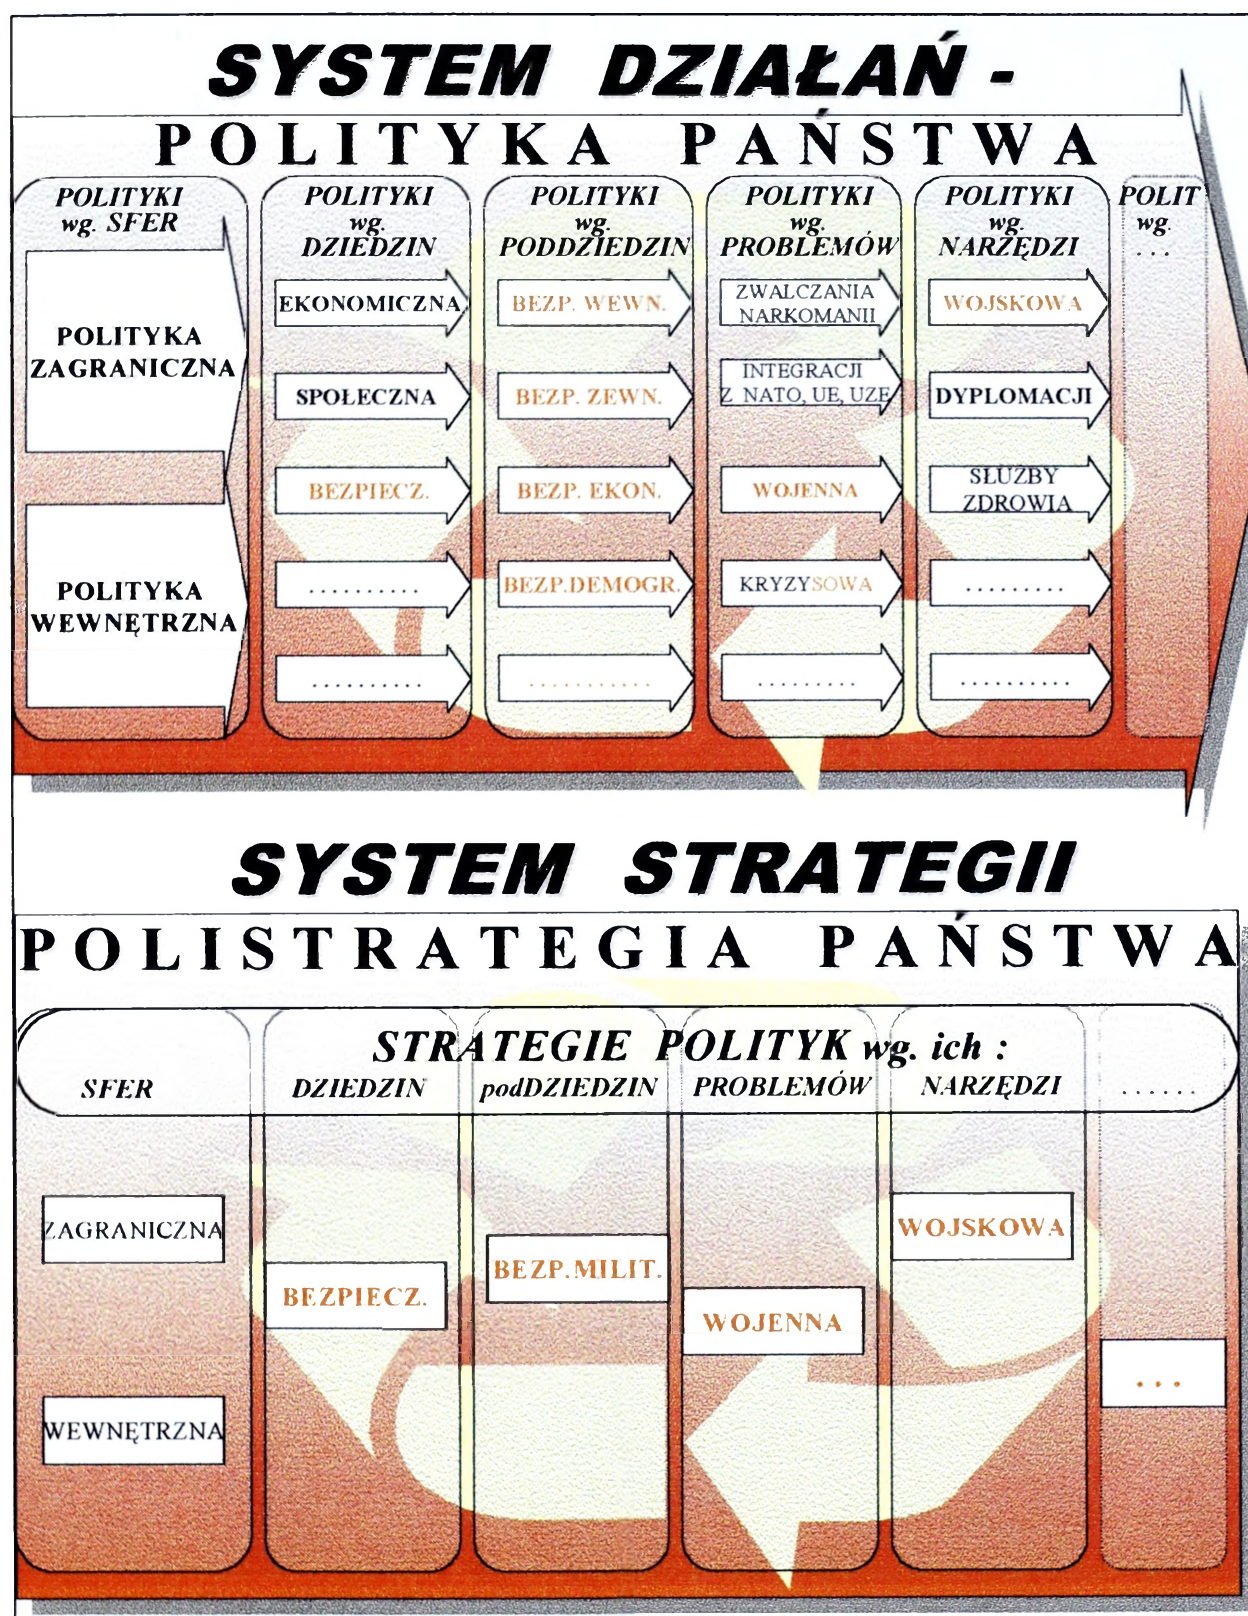 SYSTEM DZIAŁAŃ -
POLITYKA PAŃSTWA
POLITYKI
wg. SFER
POLITYKA
ZAGRANICZNA
POLITYKA
WEWNĘTRZNA
POLITYKI
wg.
DZIEDZIN
EKONOMICZNA
SPOŁECZNA
BEZPIECZ.
..........
..........
POLITYKI
wg.
PODDZIEDZIN
BEZP. WEWN.
BEZP. ZEWN.
BEZP. EKON.
BEZP.DEMOGR.
...........
POLITYKI
wg.
PROBLEMÓW
ZWALCZANIA
NARKOMANII
INTEGRACJI
Z NATO, UE, UZE
WOJENNA
KRYZYSOWA
.........
POLITYKI
wg.
NARZĘDZI
WOJSKOWA
DYPLOMACJI
SŁUŻBY
ZDROWIA
.........
.........
POLIT
wg.
...
SYSTEM STRATEGII
POLISTRATEGIA PAŃSTWA
STRATEGIE POLITYK wg. ich :
SFER DZIEDZIN podDZIEDZIN PROBLEMÓW NARZĘDZI ......
ZAGRANICZNA
WEWNĘTRZNA
BEZPIECZ.
BEZP.MILIT.
WOJENNA
WOJSKOWA
...